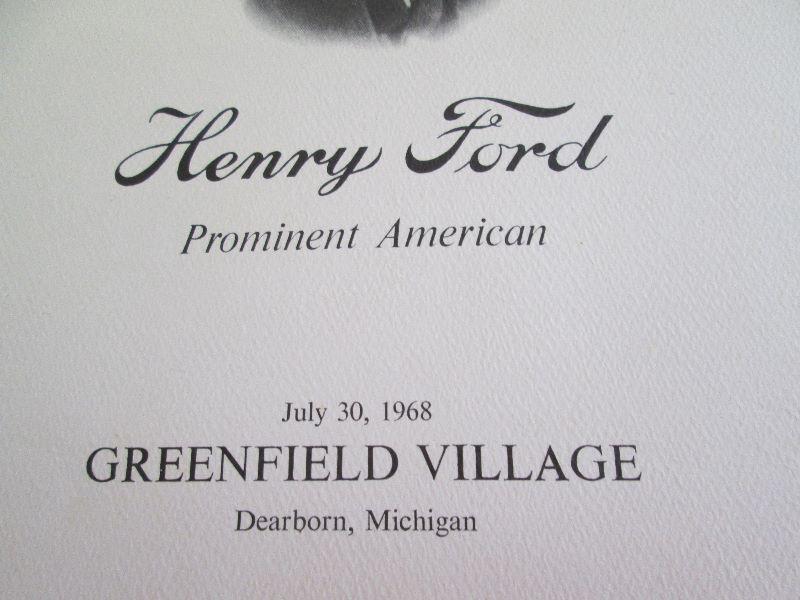 Henry Ford
Prominent American
July 30, 1968
GREENFIELD VILLAGE
Dearborn, Michigan